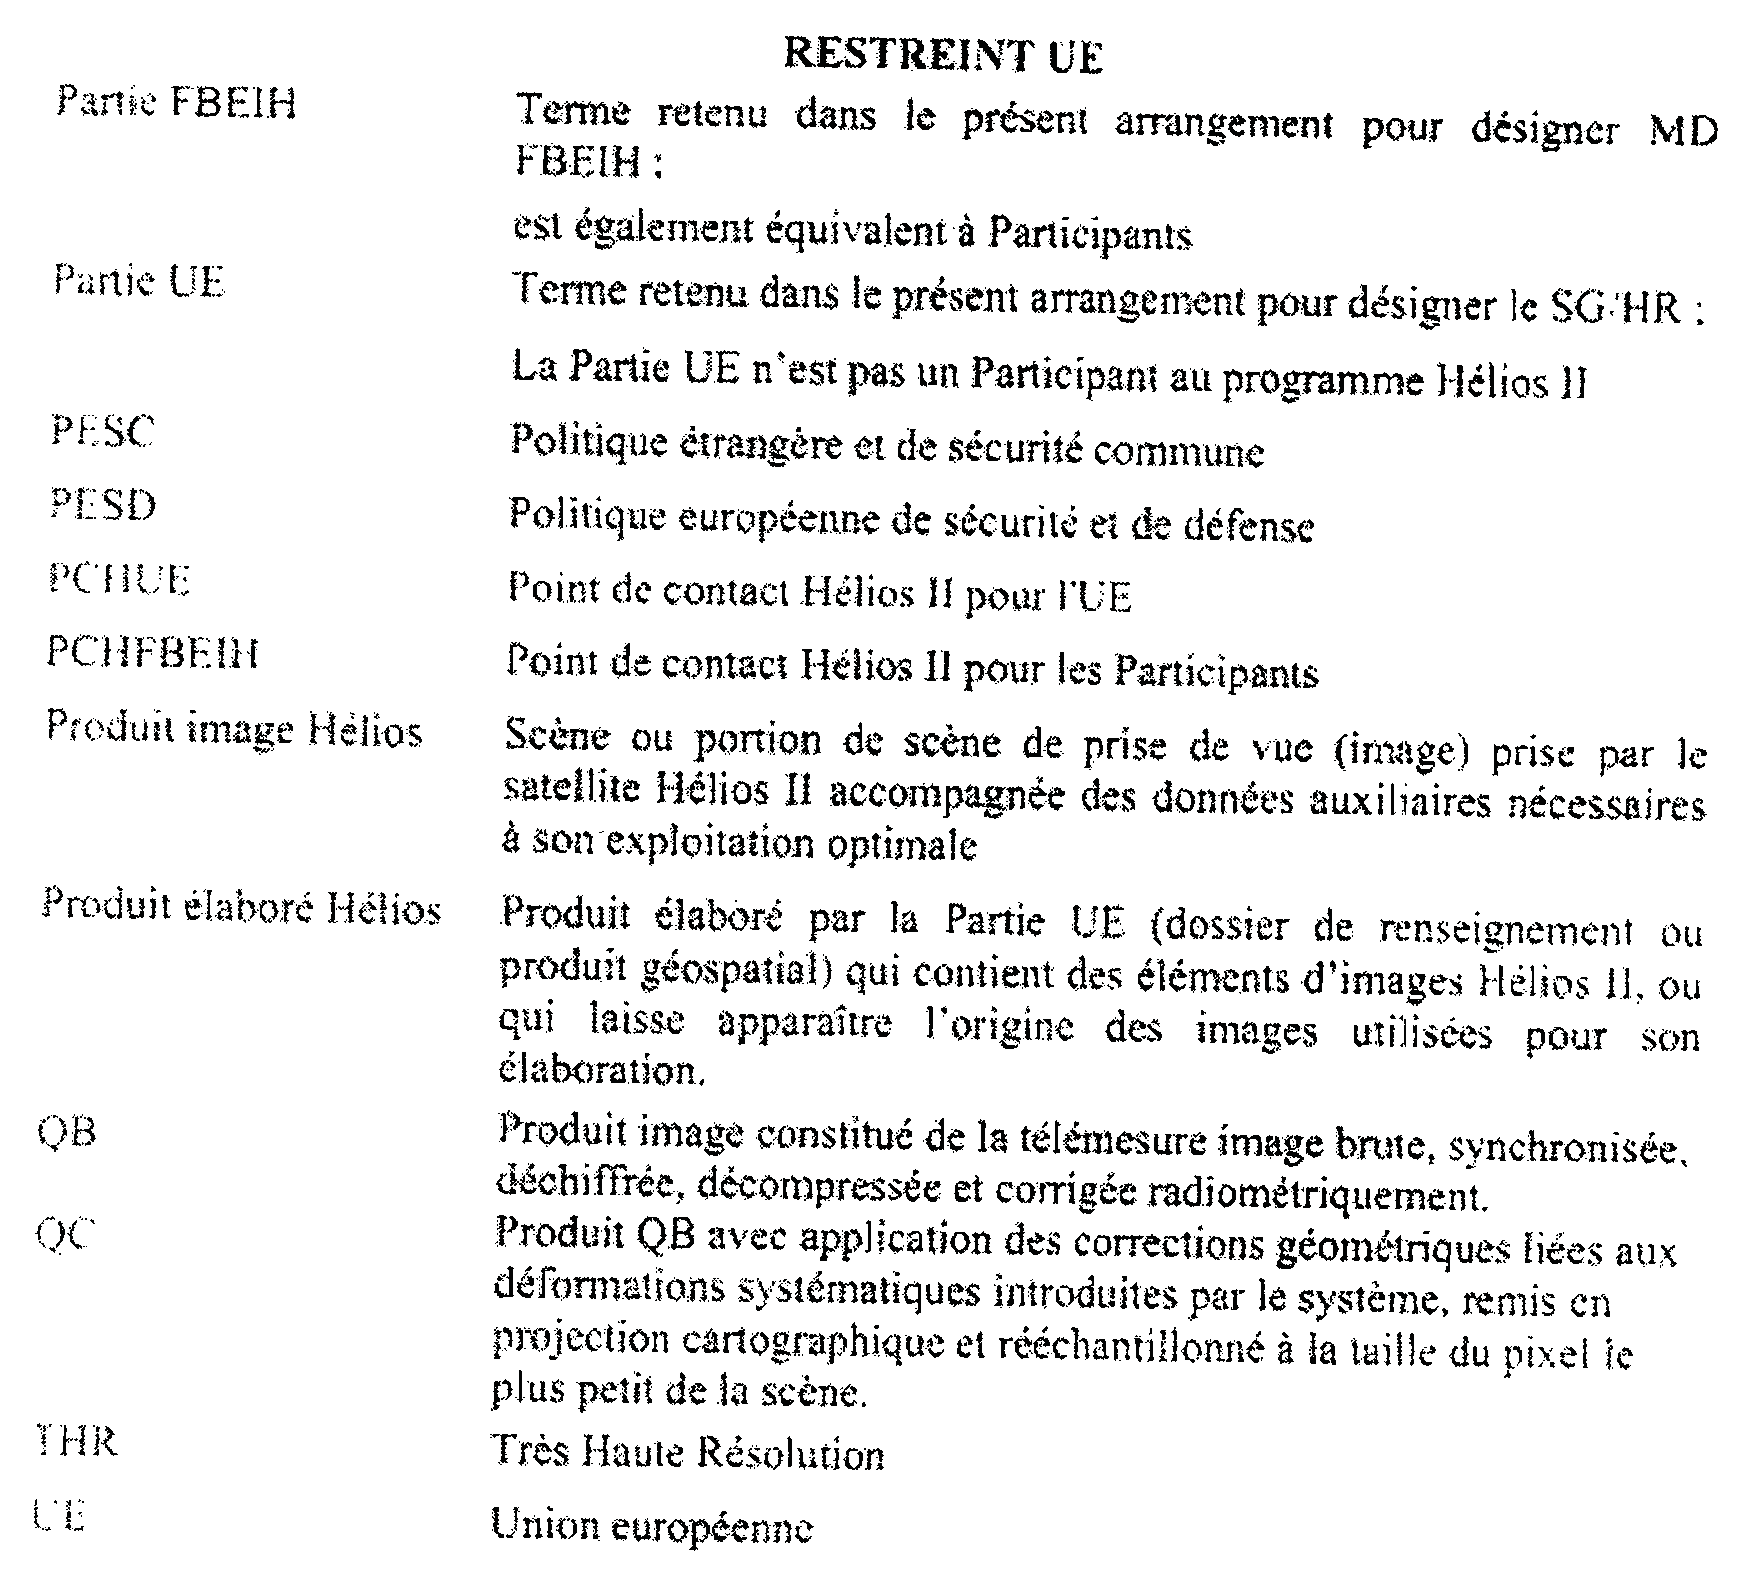 RESTREINT UE
Partie FBEIH Terme retenu dans le présent arrangement pour désigner MD
FBEIH :
est également équivalent à Participants
Partie UE Terme retenu dans le présent arrangement pour désigner le SG/HR :
La Partie UE n'est pas un Participant au programme Hélios II
PESC Politique étrangère et de sécurité commune
PESD Politique européenne de sécurité et de défense
PCHUE Point de contact Hélios II pour l'UE
PCHFBEIH Point de contact Hélios II pour les Participants
Produit image Hélios Scène ou portion de scène de prise de vue (image) prise par le
satellite Hélios II accompagnée des données auxiliaires nécessaires
à son exploitation optimale
Produit élaboré Hélios Produit élaboré par la Partie UE (dossier de renseignement ou
produit géospatial) qui contient des éléments d'images Hélios II, ou
qui laisse apparaître l'origine des images utilisées pour son
élaboration.
QB Produit image constitué de la télémesure image brute, synchronisée,
déchiffrée, décompressée et corrigée radiométriquement.
QC Produit QB avec application des corrections géométriques liées aux
déformations systématiques introduites par le système, remis en
projection cartographique et rééchantillonné à la taille du pixel le
plus petit de la scène.
THR Très Haute Résolution
UE Union européenne